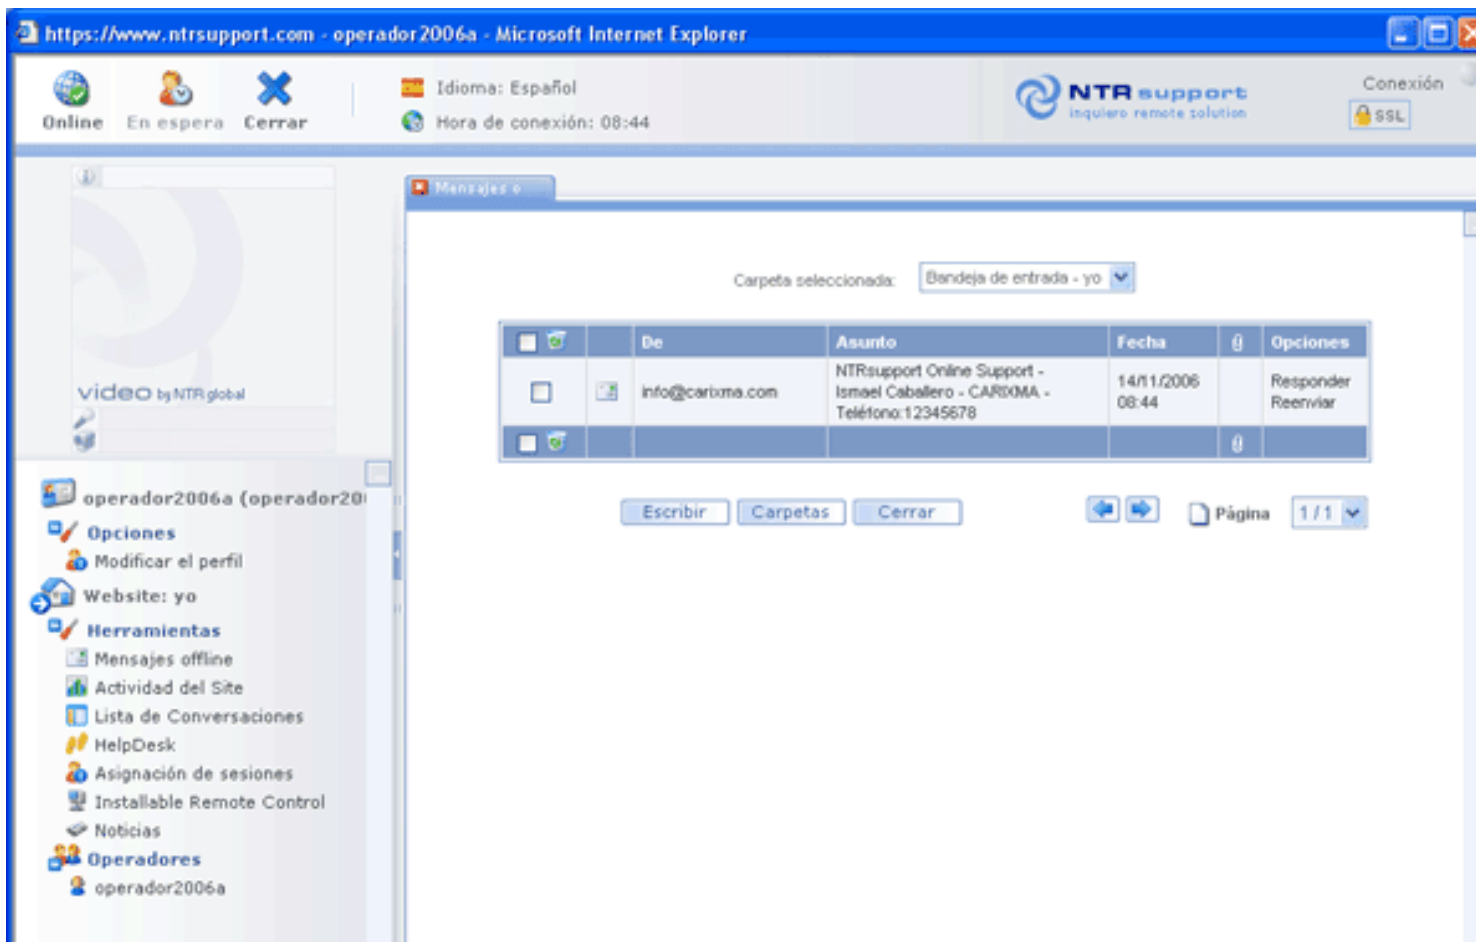 https://www.ntrsupport.com - operador2006a - Microsoft Internet Explorer
Online
En espera
Cerrar
Idioma: Español
Hora de conexión: 08:44
NTR support
inquiero remote solution
Conexión
SSL
Mensajes o
video by NTR global
Carpeta seleccionada:
Bandeja de entrada - yo
De
Asunto
Fecha
Opciones
info@carixma.com
NTRsupport Online Support -
Ismael Caballero - CARIXMA -
Teléfono:12345678
14/11/2006
08:44
Responder
Reenviar
Escribir
Carpetas
Cerrar
Página
1 / 1
operador2006a (operador20
Opciones
Modificar el perfil
Website: yo
Herramientas
Mensajes offline
Actividad del Site
Lista de Conversaciones
HelpDesk
Asignación de sesiones
Installable Remote Control
Noticias
Operadores
operador2006a